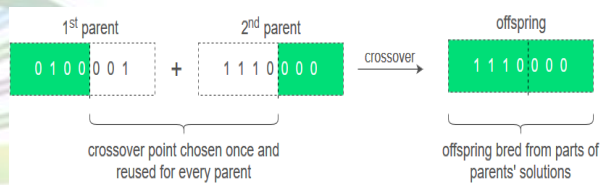 1st parent 2nd parent offspring
0 1 0 0 0 0 1 + 1 1 1 0 0 0 0 crossover 1 1 1 0 0 0 0
crossover point chosen once and offspring bred from parts of
reused for every parent parents' solutions